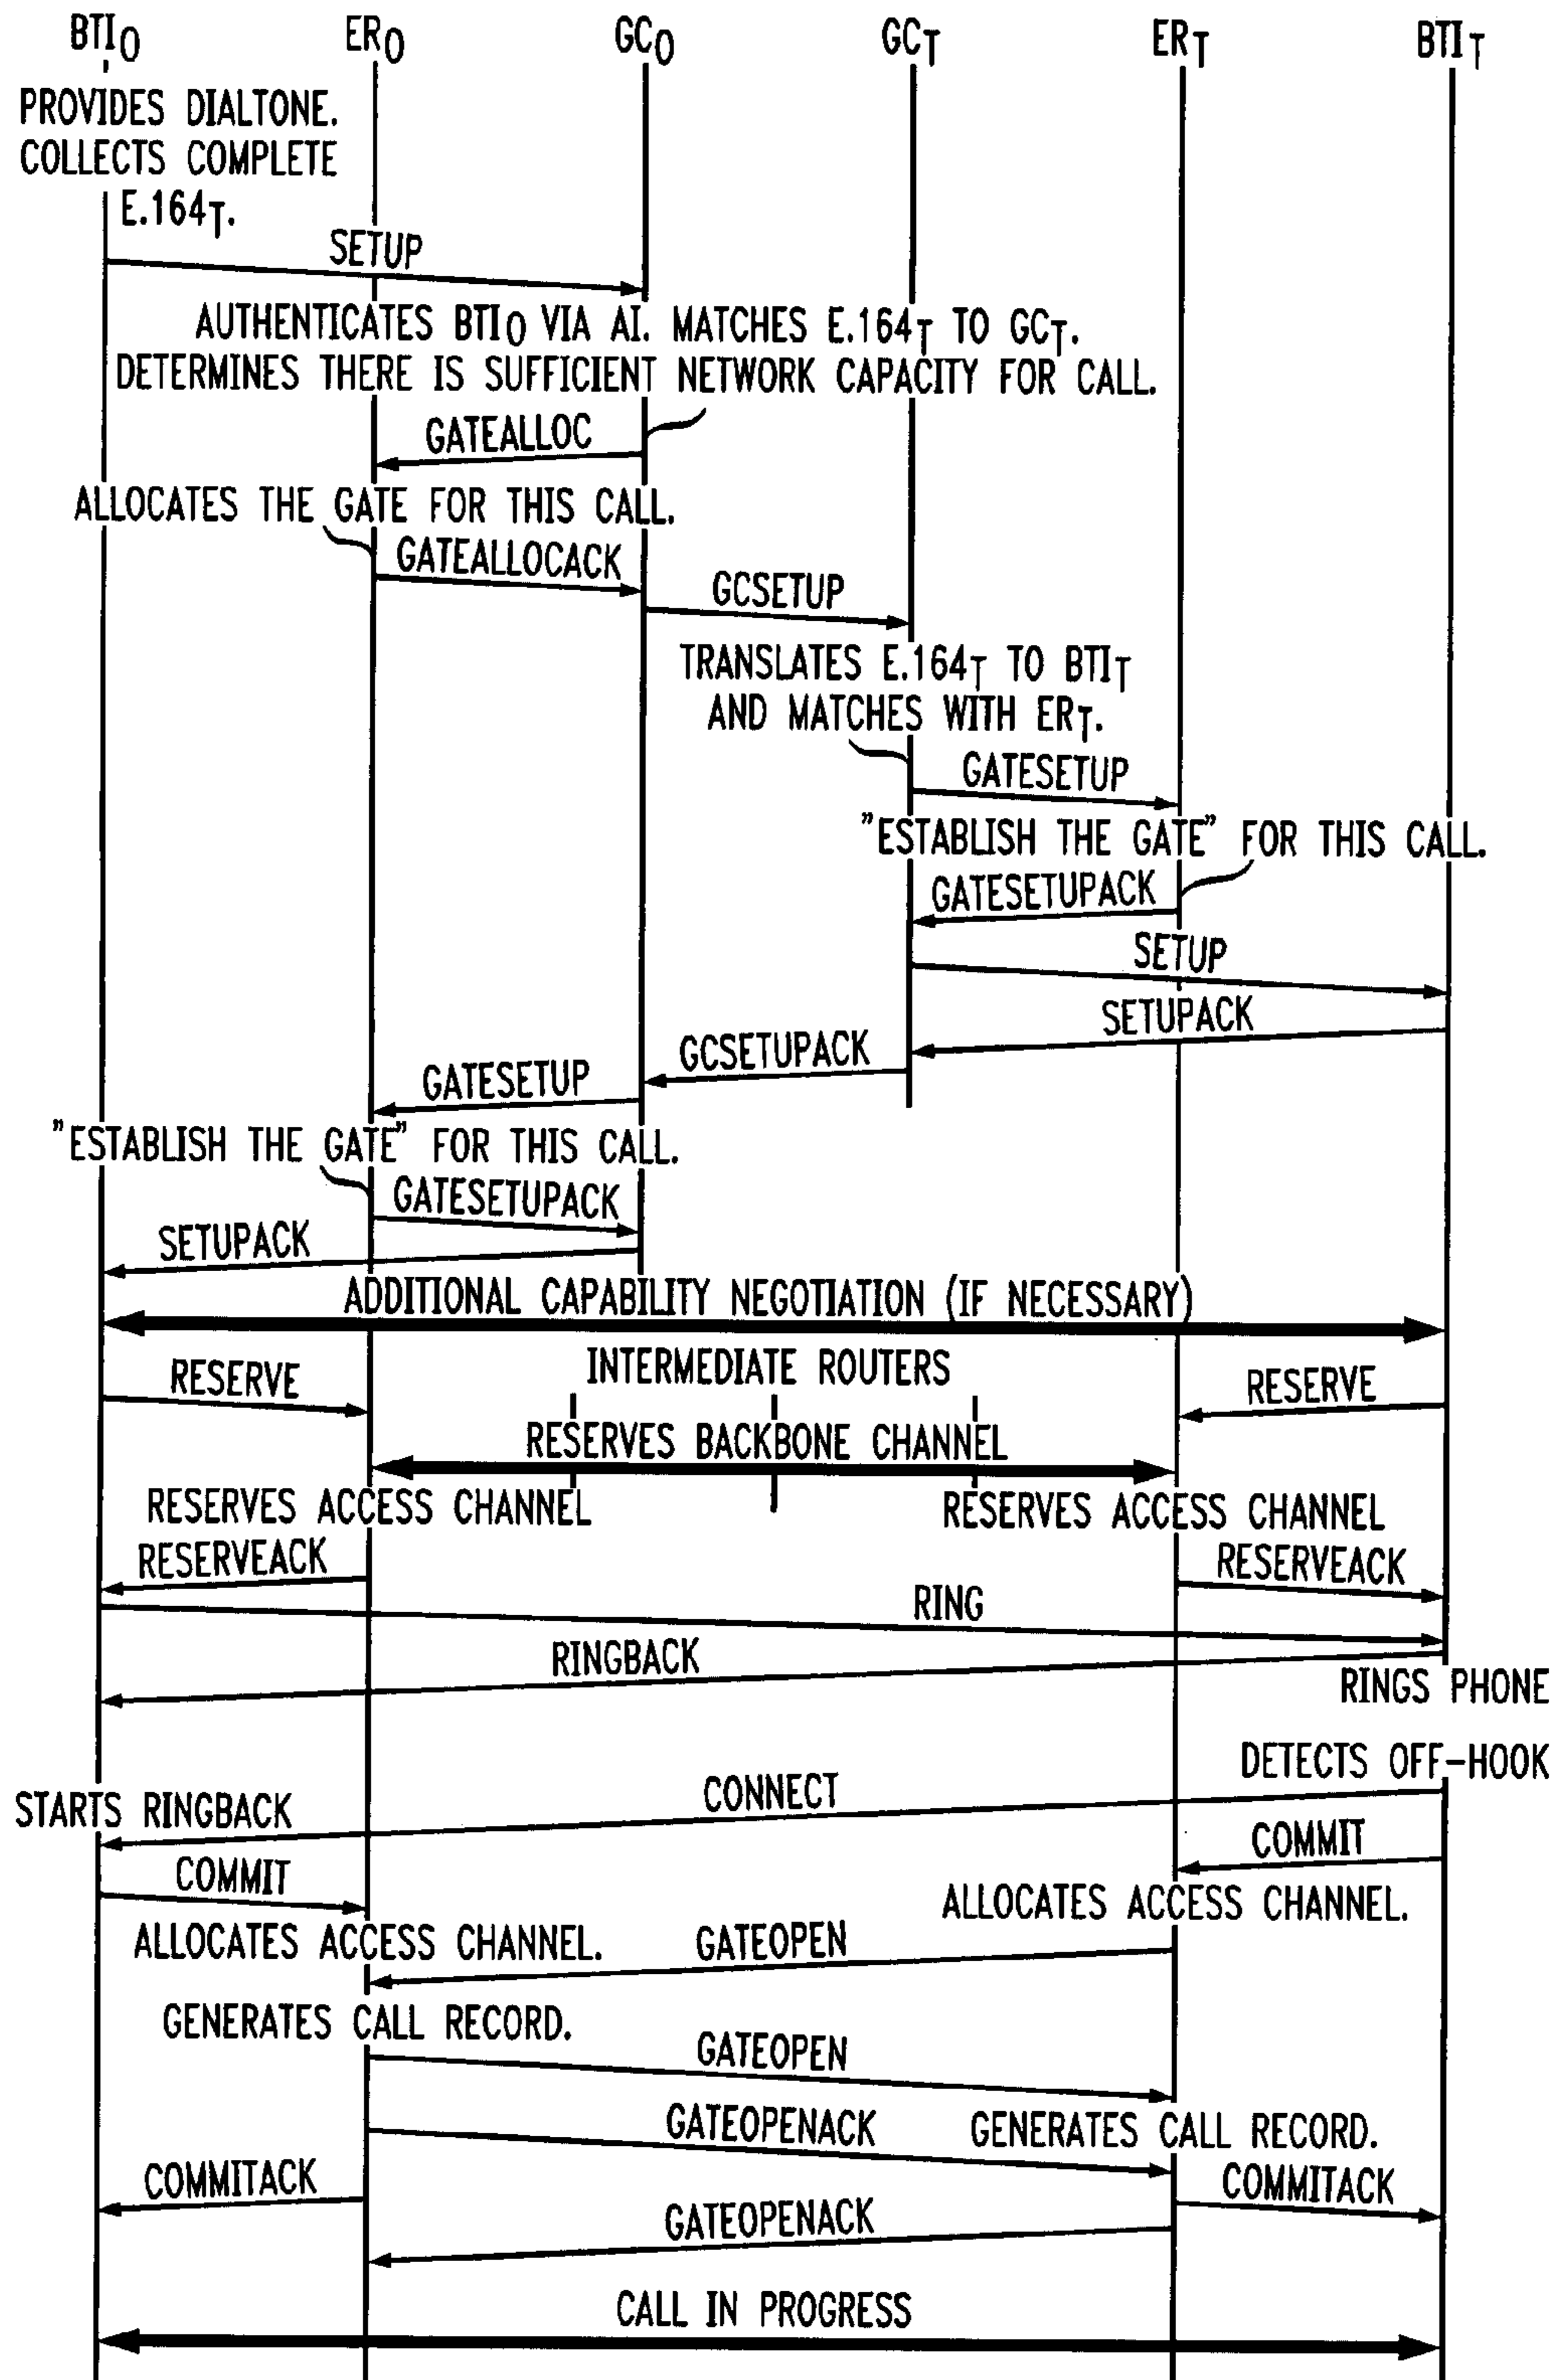 BTIO ERO GCO GCT ERT BTIT
PROVIDES DIALTONE.
COLLECTS COMPLETE
E.164T.
SETUP
AUTHENTICATES BTIO VIA AI. MATCHES E.164T TO GCT.
DETERMINES THERE IS SUFFICIENT NETWORK CAPACITY FOR CALL.
GATEALLOC
ALLOCATES THE GATE FOR THIS CALL.
GATEALLOCACK
GCSETUP
TRANSLATES E.164T TO BTIT
AND MATCHES WITH ERT.
GATESETUP
"ESTABLISH THE GATE" FOR THIS CALL.
GATESETUPACK
SETUP
SETUPACK
GCSETUPACK
GATESETUP
"ESTABLISH THE GATE" FOR THIS CALL.
GATESETUPACK
SETUPACK
ADDITIONAL CAPABILITY NEGOTIATION (IF NECESSARY)
INTERMEDIATE ROUTERS
RESERVE RESERVE
RESERVES BACKBONE CHANNEL
RESERVES ACCESS CHANNEL RESERVES ACCESS CHANNEL
RESERVEACK RESERVEACK
RING
RINGBACK
RINGS PHONE
DETECTS OFF-HOOK
CONNECT
STARTS RINGBACK
COMMIT
COMMIT
ALLOCATES ACCESS CHANNEL.
ALLOCATES ACCESS CHANNEL. GATEOPEN
GENERATES CALL RECORD.
GATEOPEN
GATEOPENACK GENERATES CALL RECORD.
COMMITACK COMMITACK
GATEOPENACK
CALL IN PROGRESS